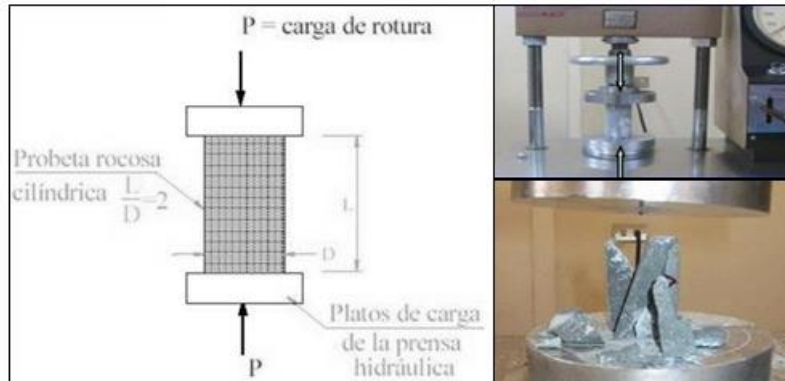 P = carga de rotura
Probeta rocosa
cilíndrica L/D=2
L
D
Platos de carga
de la prensa
hidráulica
P